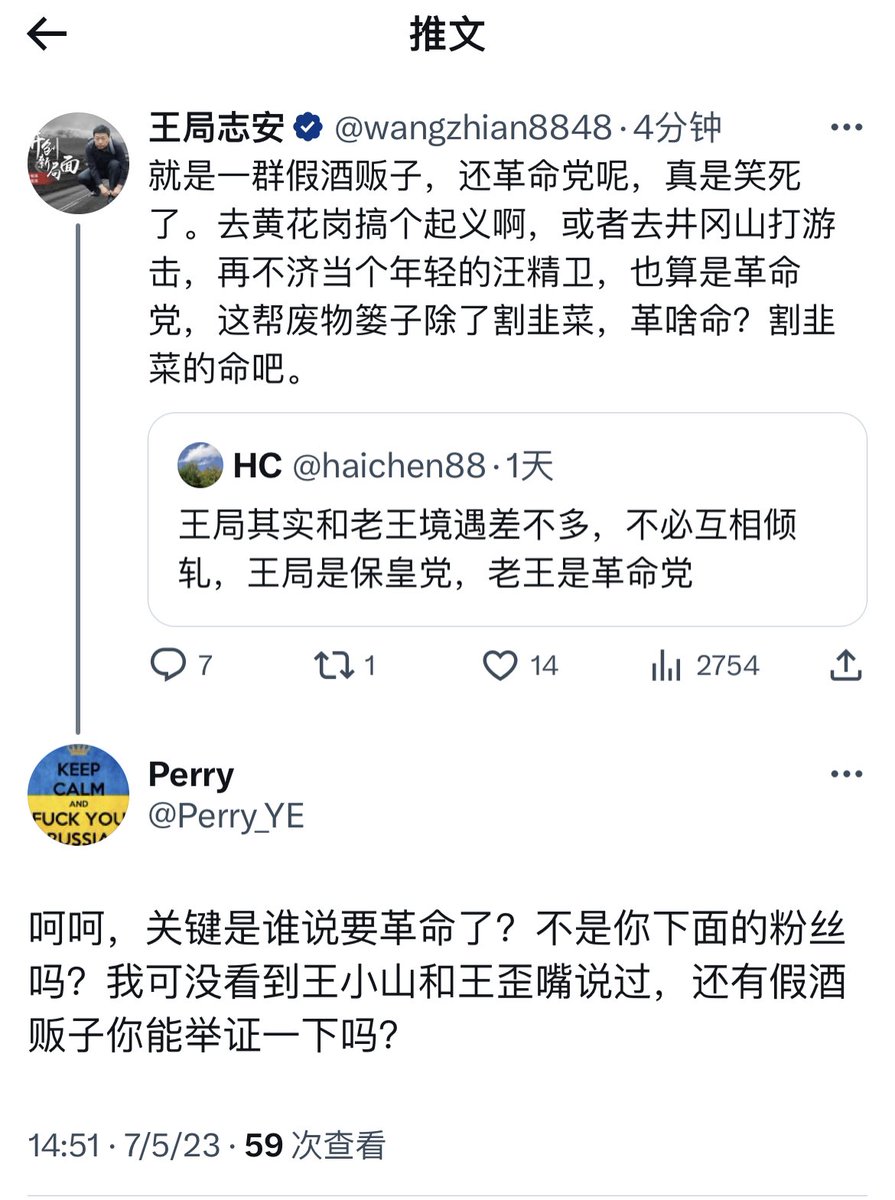 推文
王局志安 @wangzhian8848·4分钟
就是一群假酒贩子，还革命党呢，真是笑死
了。去黄花岗搞个起义啊，或者去井冈山打游
击，再不济当个年轻的汪精卫，也算是革命
党，这帮废物篓子除了割韭菜，革啥命？割韭
菜的命吧。
HC @haichen88·1天
王局其实和老王境遇差不多，不必互相倾
轧，王局是保皇党，老王是革命党
7 1 14 2754
KEEP
CALM
AND
FUCK YOU
RUSSIA
Perry
@Perry_YE
呵呵，关键是谁说要革命了？不是你下面的粉丝
吗？我可没看到王小山和王歪嘴说过，还有假酒
贩子你能举证一下吗？
14:51 · 7/5/23 · 59 次查看